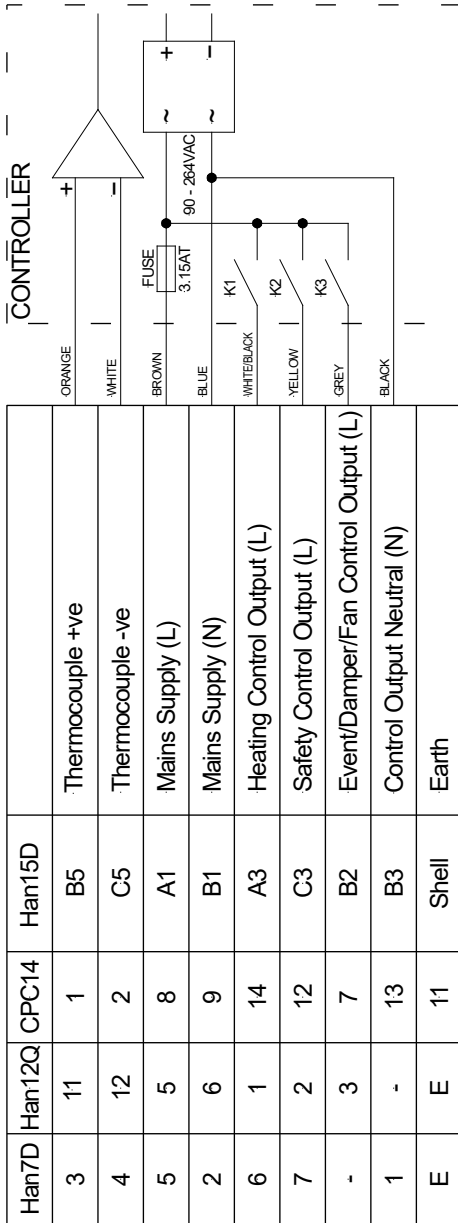 CONTROLLER
Han7D Han12Q CPC14 Han15D
3 11 1 B5 Thermocouple +ve ORANGE +
4 12 2 C5 Thermocouple -ve WHITE -
5 5 8 A1 Mains Supply (L) BROWN FUSE 3.15AT ~ +
90 - 264VAC
2 6 9 B1 Mains Supply (N) BLUE ~ -
6 1 14 A3 Heating Control Output (L) WHITE/BLACK K1
7 2 12 C3 Safety Control Output (L) YELLOW K2
- 3 7 B2 Event/Damper/Fan Control Output (L) GREY K3
1 - 13 B3 Control Output Neutral (N) BLACK
E E 11 Shell Earth